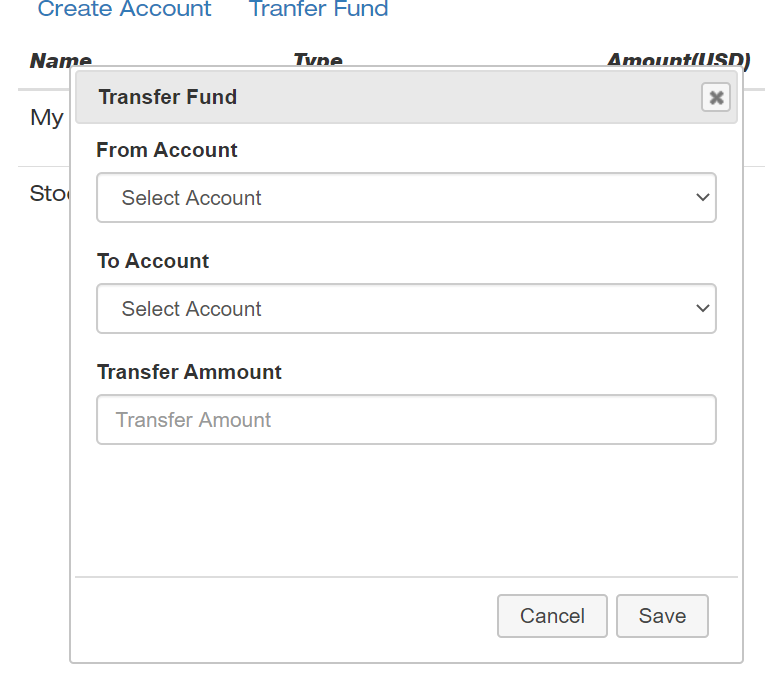 Create Account Tranfer Fund
Name Type Amount(USD)
Transfer Fund
My
From Account
Select Account
To Account
Select Account
Transfer Ammount
Transfer Amount
Cancel Save